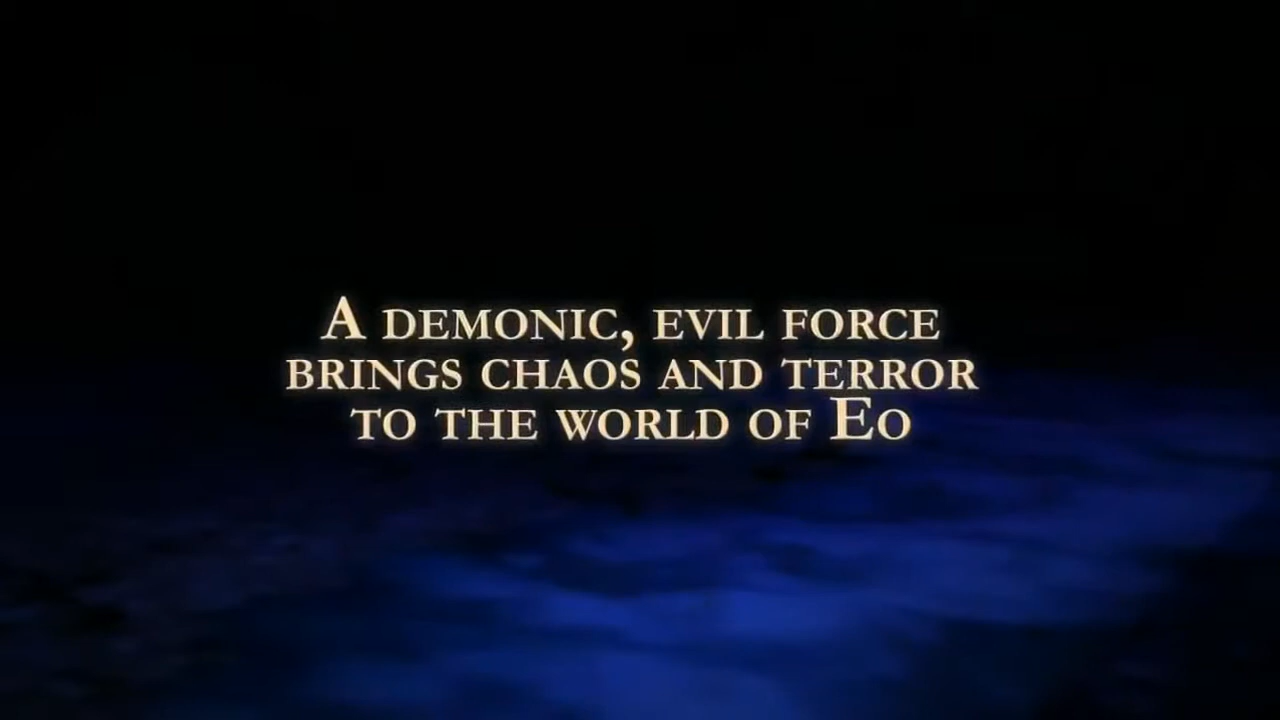 A DEMONIC, EVIL FORCE
BRINGS CHAOS AND TERROR
TO THE WORLD OF EO